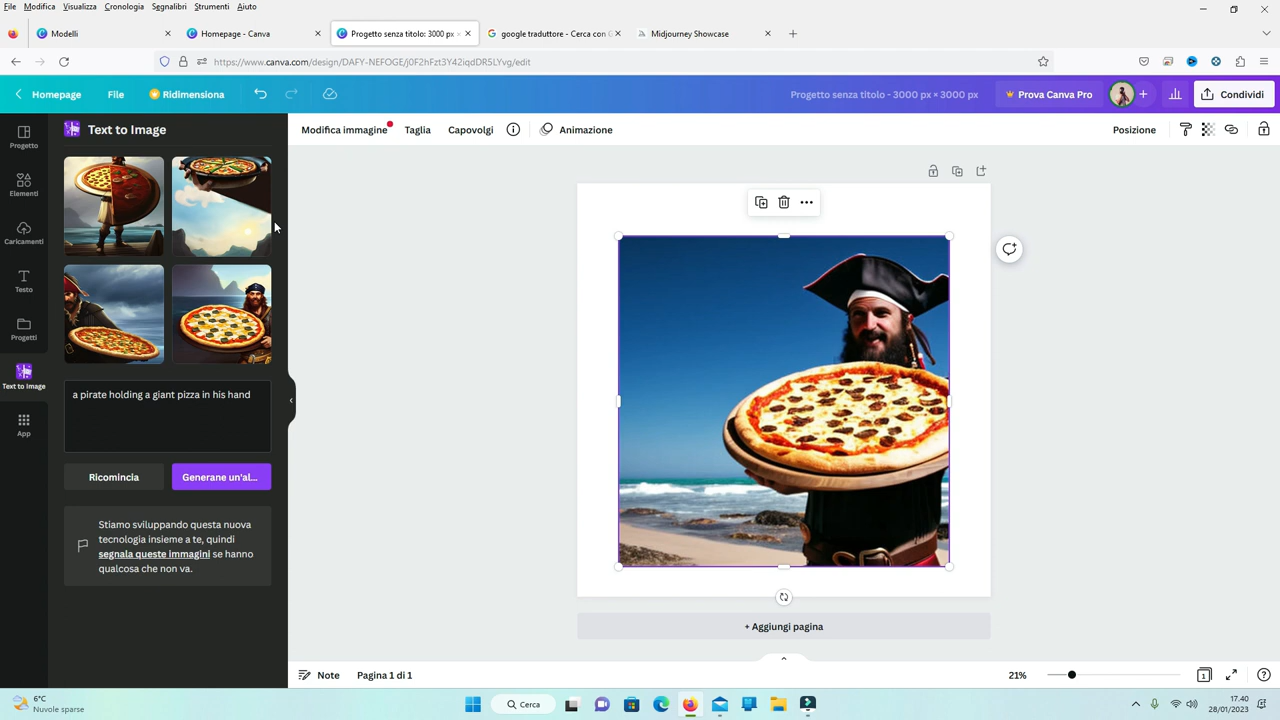 File Modifica Visualizza Cronologia Segnalibri Strumenti Aiuto
Modelli
Homepage - Canva
Progetto senza titolo: 3000 px ×
google traduttore - Cerca con G
Midjourney Showcase
https://www.canva.com/design/DAFY-NEFOGE/j0F2hFzt3Y42iqdDR5LYvg/edit
Homepage
File
Ridimensiona
Progetto senza titolo - 3000 px × 3000 px
Prova Canva Pro
Condividi
Progetto
Elementi
Caricamenti
Testo
Progetti
Text to Image
App
Text to Image
a pirate holding a giant pizza in his hand
Ricomincia
Generane un'al...
Stiamo sviluppando questa nuova
tecnologia insieme a te, quindi
segnala queste immagini se hanno
qualcosa che non va.
Modifica immagine
Taglia
Capovolgi
Animazione
Posizione
+ Aggiungi pagina
Note
Pagina 1 di 1
21%
1
6°C
Nuvole sparse
Cerca
17.40
28/01/2023